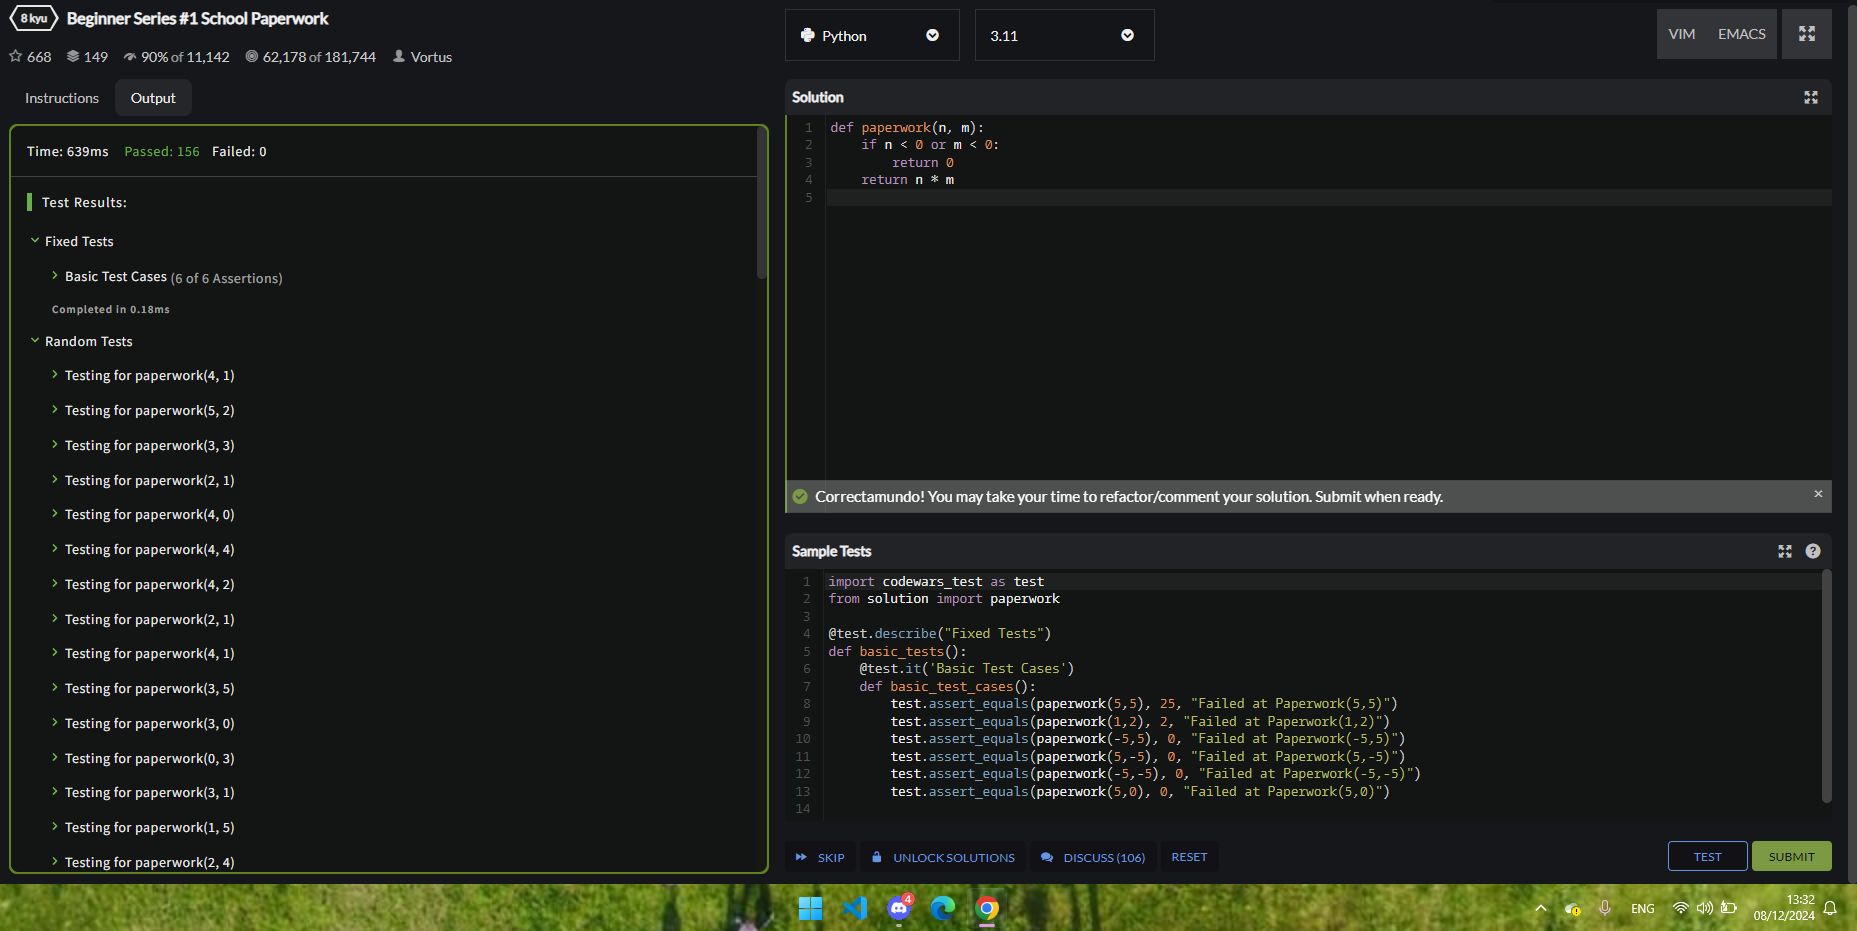 8 kyu Beginner Series #1 School Paperwork
668 149 90% of 11,142 62,178 of 181,744 Vortus
Instructions Output
Time: 639ms Passed: 156 Failed: 0
Test Results:
Fixed Tests
Basic Test Cases (6 of 6 Assertions)
Completed in 0.18ms
Random Tests
Testing for paperwork(4, 1)
Testing for paperwork(5, 2)
Testing for paperwork(3, 3)
Testing for paperwork(2, 1)
Testing for paperwork(4, 0)
Testing for paperwork(4, 4)
Testing for paperwork(4, 2)
Testing for paperwork(2, 1)
Testing for paperwork(4, 1)
Testing for paperwork(3, 5)
Testing for paperwork(3, 0)
Testing for paperwork(0, 3)
Testing for paperwork(3, 1)
Testing for paperwork(1, 5)
Testing for paperwork(2, 4)
Python 3.11 VIM EMACS
Solution
1 def paperwork(n, m):
2 if n < 0 or m < 0:
3 return 0
4 return n * m
5
Correctamundo! You may take your time to refactor/comment your solution. Submit when ready. ×
Sample Tests ?
1 import codewars_test as test
2 from solution import paperwork
3
4 @test.describe("Fixed Tests")
5 def basic_tests():
6 @test.it('Basic Test Cases')
7 def basic_test_cases():
8 test.assert_equals(paperwork(5,5), 25, "Failed at Paperwork(5,5)")
9 test.assert_equals(paperwork(1,2), 2, "Failed at Paperwork(1,2)")
10 test.assert_equals(paperwork(-5,5), 0, "Failed at Paperwork(-5,5)")
11 test.assert_equals(paperwork(5,-5), 0, "Failed at Paperwork(5,-5)")
12 test.assert_equals(paperwork(-5,-5), 0, "Failed at Paperwork(-5,-5)")
13 test.assert_equals(paperwork(5,0), 0, "Failed at Paperwork(5,0)")
14
SKIP UNLOCK SOLUTIONS DISCUSS (106) RESET TEST SUBMIT
4 ENG 13:32
08/12/2024